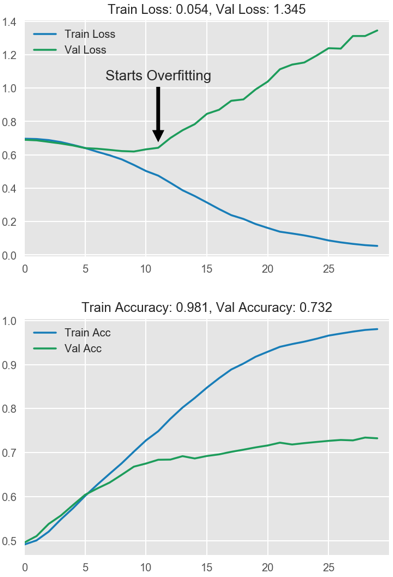 Train Loss: 0.054, Val Loss: 1.345
1.4
Train Loss
Val Loss
1.2
Starts Overfitting
1.0
0.8
0.6
0.4
0.2
0.0
0 5 10 15 20 25
Train Accuracy: 0.981, Val Accuracy: 0.732
1.0
Train Acc
Val Acc
0.9
0.8
0.7
0.6
0.5
0 5 10 15 20 25